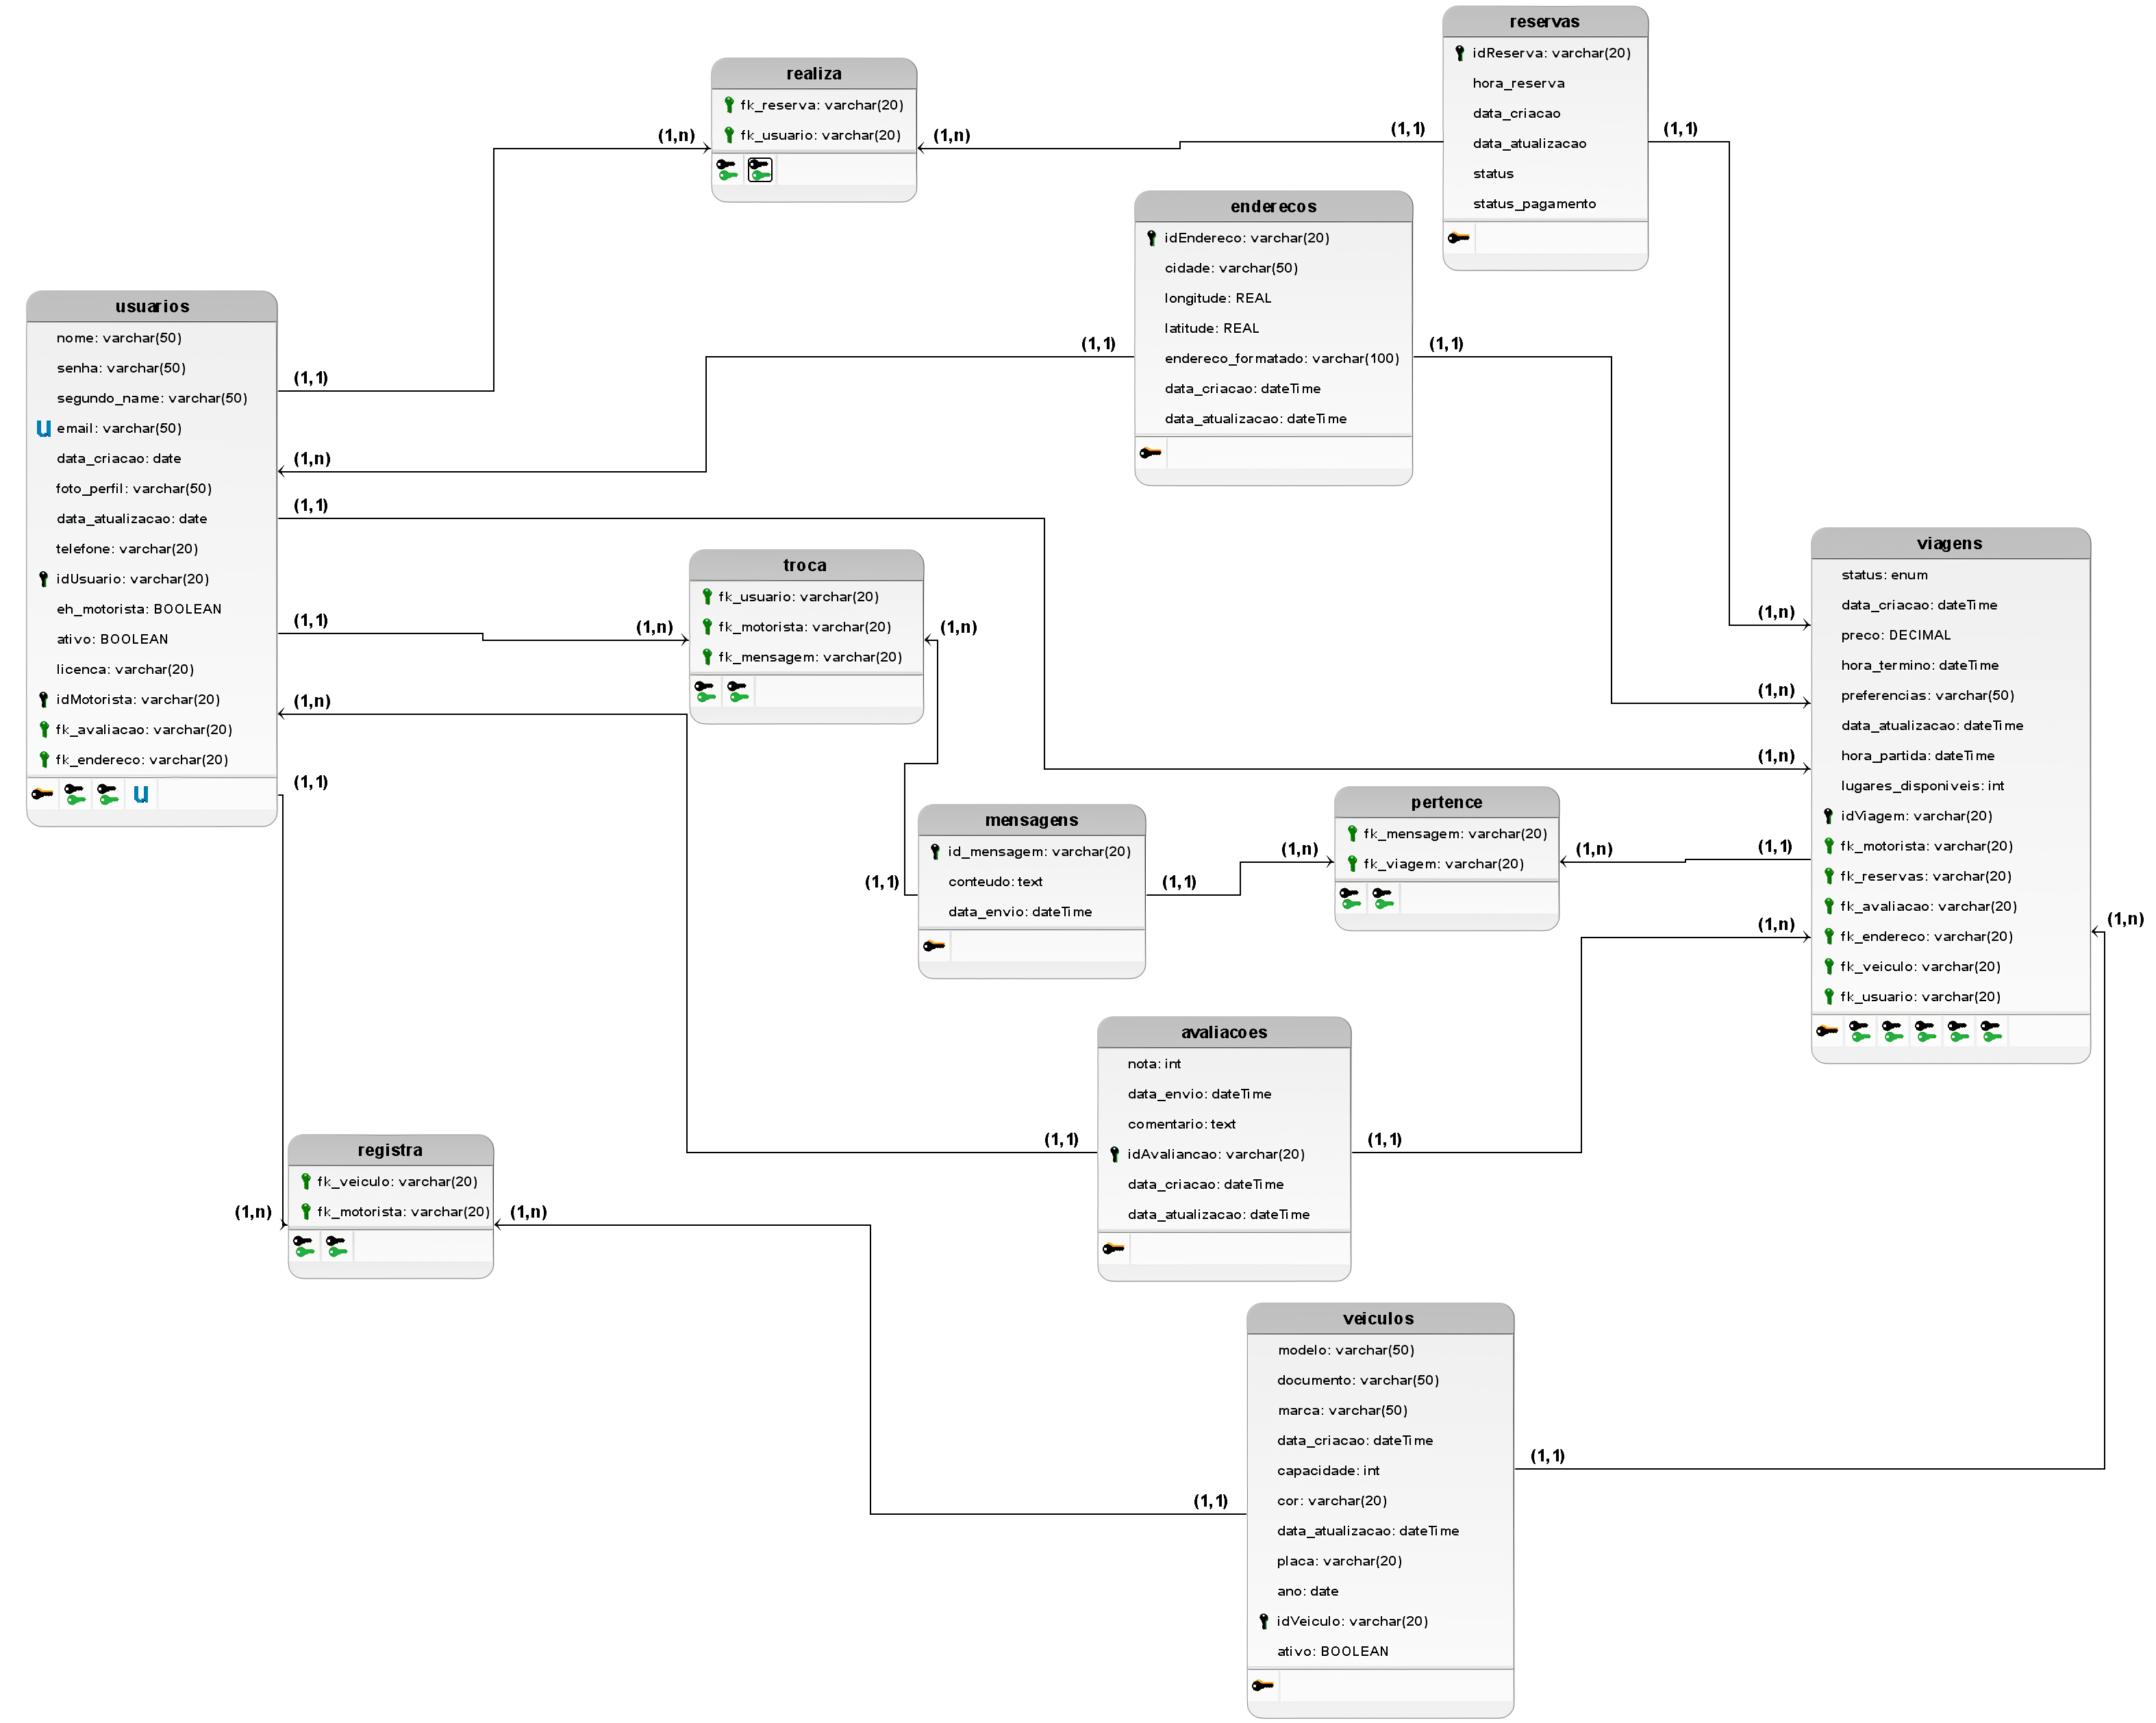 reservas
idReserva: varchar(20)
hora_reserva
data_criacao
data_atualizacao
status
status_pagamento
(1,1)
(1,1)
realiza
fk_reserva: varchar(20)
fk_usuario: varchar(20)
(1,n)
(1,n)
enderecos
idEndereco: varchar(20)
cidade: varchar(50)
longitude: REAL
latitude: REAL
endereco_formatado: varchar(100)
data_criacao: dateTime
data_atualizacao: dateTime
(1,1)
(1,1)
usuarios
nome: varchar(50)
senha: varchar(50)
segundo_name: varchar(50)
u email: varchar(50)
data_criacao: date
foto_perfil: varchar(50)
data_atualizacao: date
telefone: varchar(20)
idUsuario: varchar(20)
eh_motorista: BOOLEAN
ativo: BOOLEAN
licenca: varchar(20)
idMotorista: varchar(20)
fk_avaliacao: varchar(20)
fk_endereco: varchar(20)
u
(1,1)
(1,n)
(1,1)
(1,1)
(1,n)
(1,1)
troca
fk_usuario: varchar(20)
fk_motorista: varchar(20)
fk_mensagem: varchar(20)
(1,n)
(1,n)
viagens
status: enum
data_criacao: dateTime
preco: DECIMAL
hora_termino: dateTime
preferencias: varchar(50)
data_atualizacao: dateTime
hora_partida: dateTime
lugares_disponiveis: int
idViagem: varchar(20)
fk_motorista: varchar(20)
fk_reservas: varchar(20)
fk_avaliacao: varchar(20)
fk_endereco: varchar(20)
fk_veiculo: varchar(20)
fk_usuario: varchar(20)
(1,n)
(1,n)
(1,n)
(1,1)
(1,n)
(1,n)
mensagens
id_mensagem: varchar(20)
conteudo: text
data_envio: dateTime
(1,1)
(1,1)
pertence
fk_mensagem: varchar(20)
fk_viagem: varchar(20)
(1,n)
(1,n)
avaliacoes
nota: int
data_envio: dateTime
comentario: text
idAvaliancao: varchar(20)
data_criacao: dateTime
data_atualizacao: dateTime
(1,1)
(1,1)
registra
fk_veiculo: varchar(20)
fk_motorista: varchar(20)
(1,n)
(1,n)
veiculos
modelo: varchar(50)
documento: varchar(50)
marca: varchar(50)
data_criacao: dateTime
capacidade: int
cor: varchar(20)
data_atualizacao: dateTime
placa: varchar(20)
ano: date
idVeiculo: varchar(20)
ativo: BOOLEAN
(1,1)
(1,1)